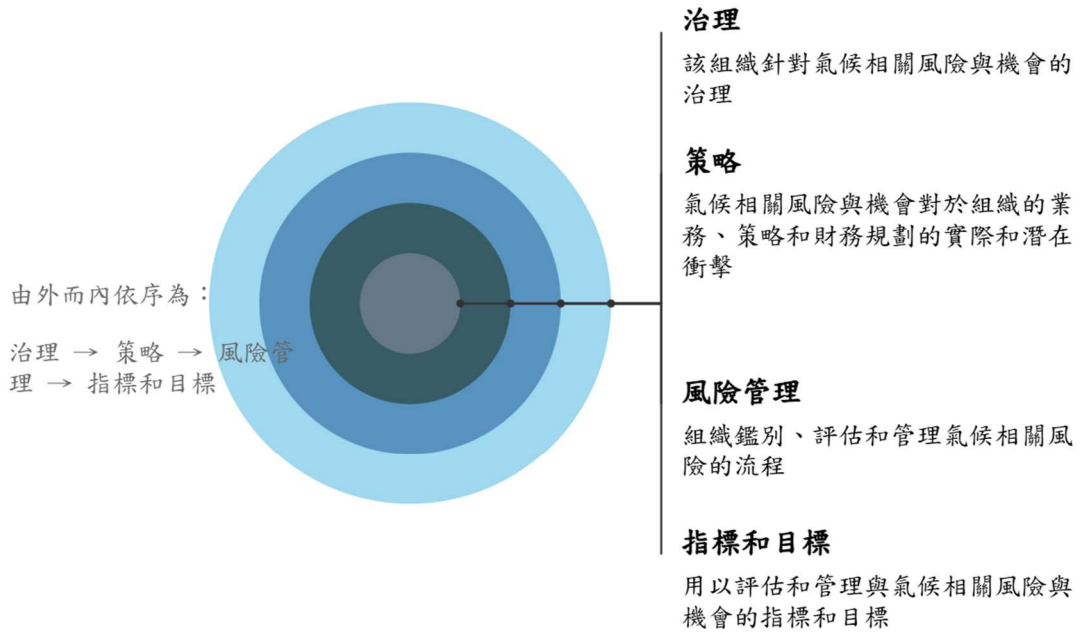 治理
該組織針對氣候相關風險與機會的
治理
策略
氣候相關風險與機會對於組織的業
務、策略和財務規劃的實際和潛在
衝擊
由外而內依序為：
治理 → 策略 → 風險管
理 → 指標和目標
風險管理
組織鑑別、評估和管理氣候相關風
險的流程
指標和目標
用以評估和管理與氣候相關風險與
機會的指標和目標